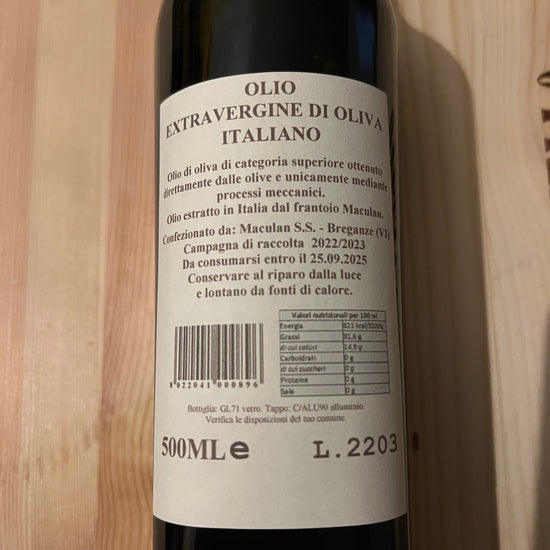 OLIO
EXTRAVERGINE DI OLIVA
ITALIANO
Olio di oliva di categoria superiore ottenuto
direttamente dalle olive e unicamente mediante
processi meccanici.
Olio estratto in Italia dal frantoio Maculan.
Confezionato da: Maculan S.S. - Breganze (VI)
Campagna di raccolta 2022/2023
Da consumarsi entro il 25.09.2025
Conservare al riparo dalla luce
e lontano da fonti di calore.
Valori nutrizionali per 100 ml
Energia
Grassi 91,6 g
di cui saturi 14,9 g
Carboidrati 0 g
di cui zuccheri 0 g
Proteine 0 g
Sale 0 g
8 022041 000896
Bottiglia: GL71 vetro. Tappo: C/ALU90 alluminio.
Verifica le disposizioni del tuo comune.
500ML e L.2203